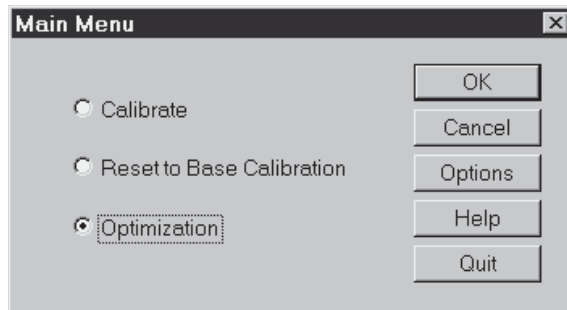 Main Menu
Calibrate
Reset to Base Calibration
Optimization
OK
Cancel
Options
Help
Quit